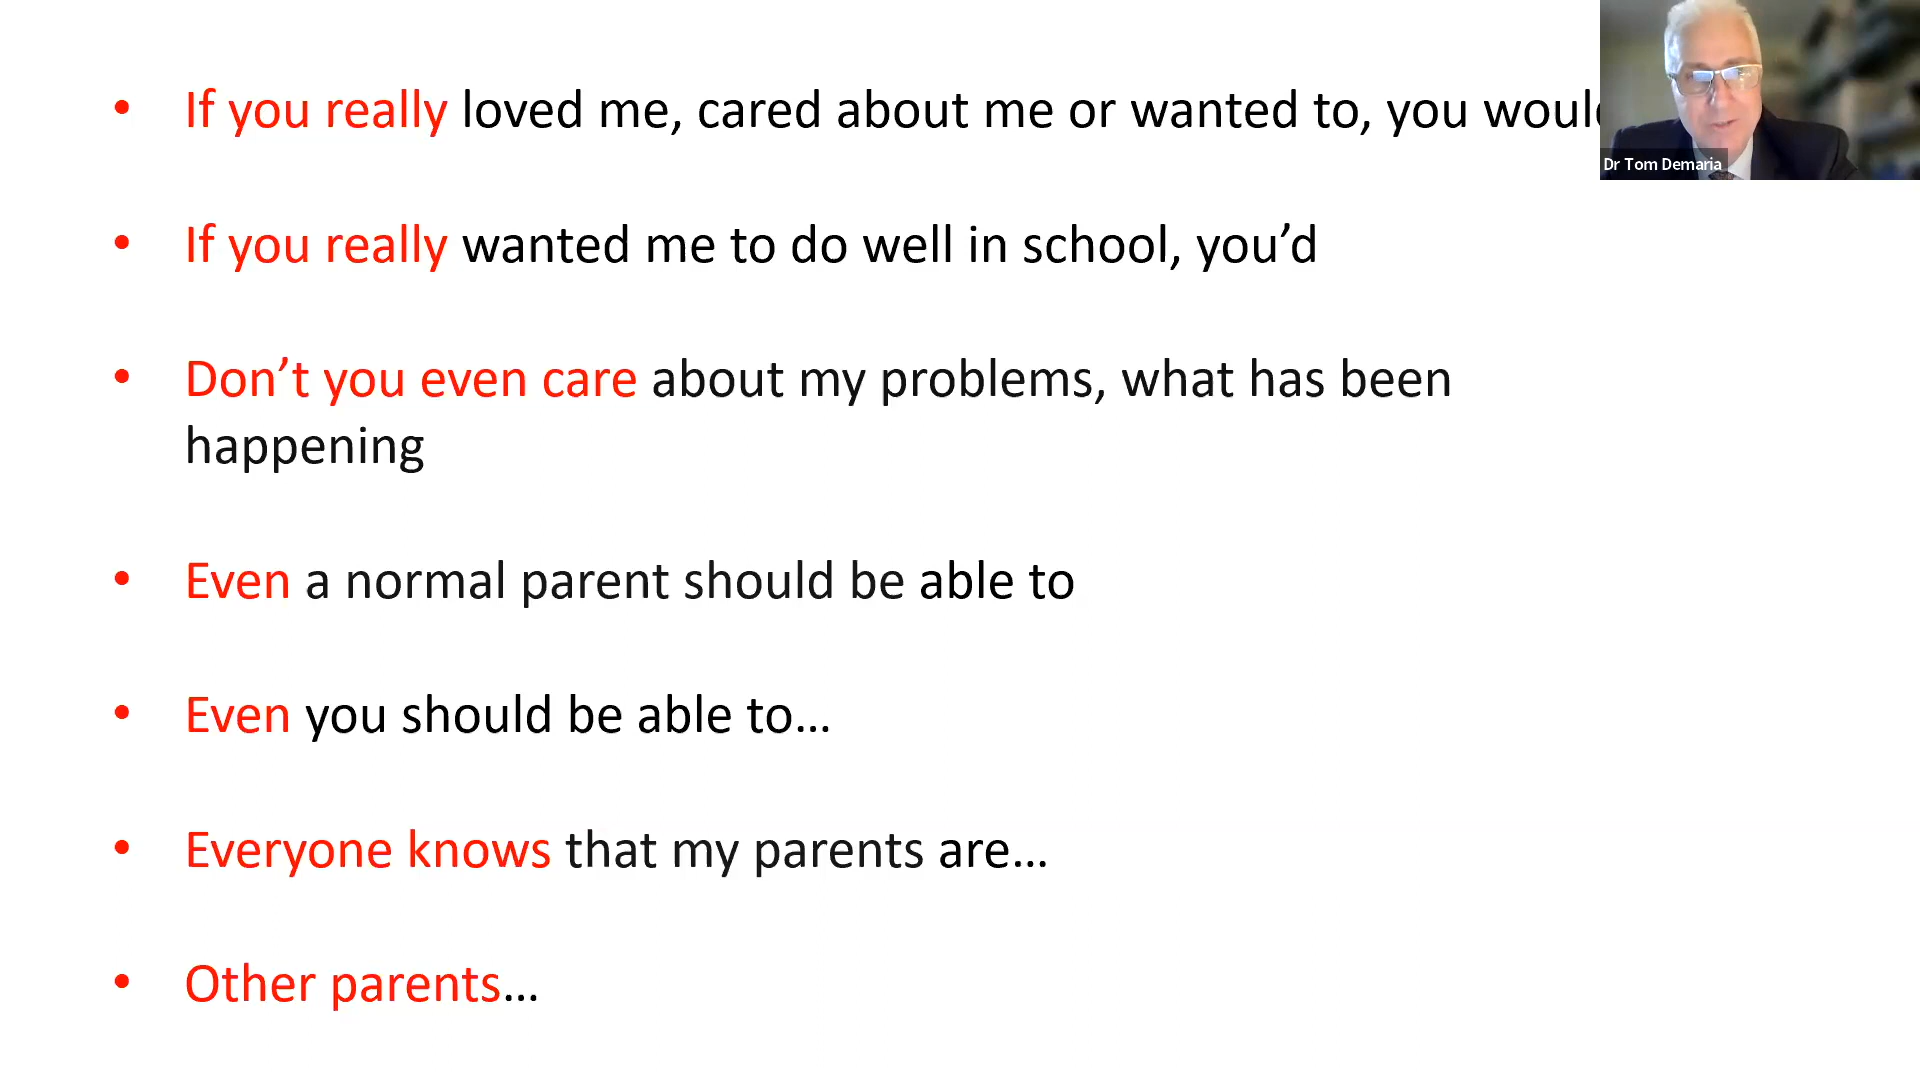 • If you really loved me, cared about me or wanted to, you would
Dr Tom Demaria
• If you really wanted me to do well in school, you’d
• Don’t you even care about my problems, what has been
happening
• Even a normal parent should be able to
• Even you should be able to…
• Everyone knows that my parents are…
• Other parents…